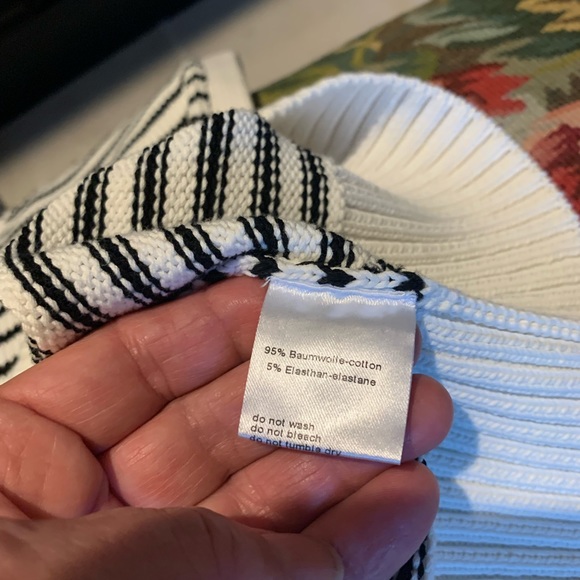 95% Baumwolle-cotton
5% Elasthan-elastane
do not wash
do not bleach
do not tumble dry